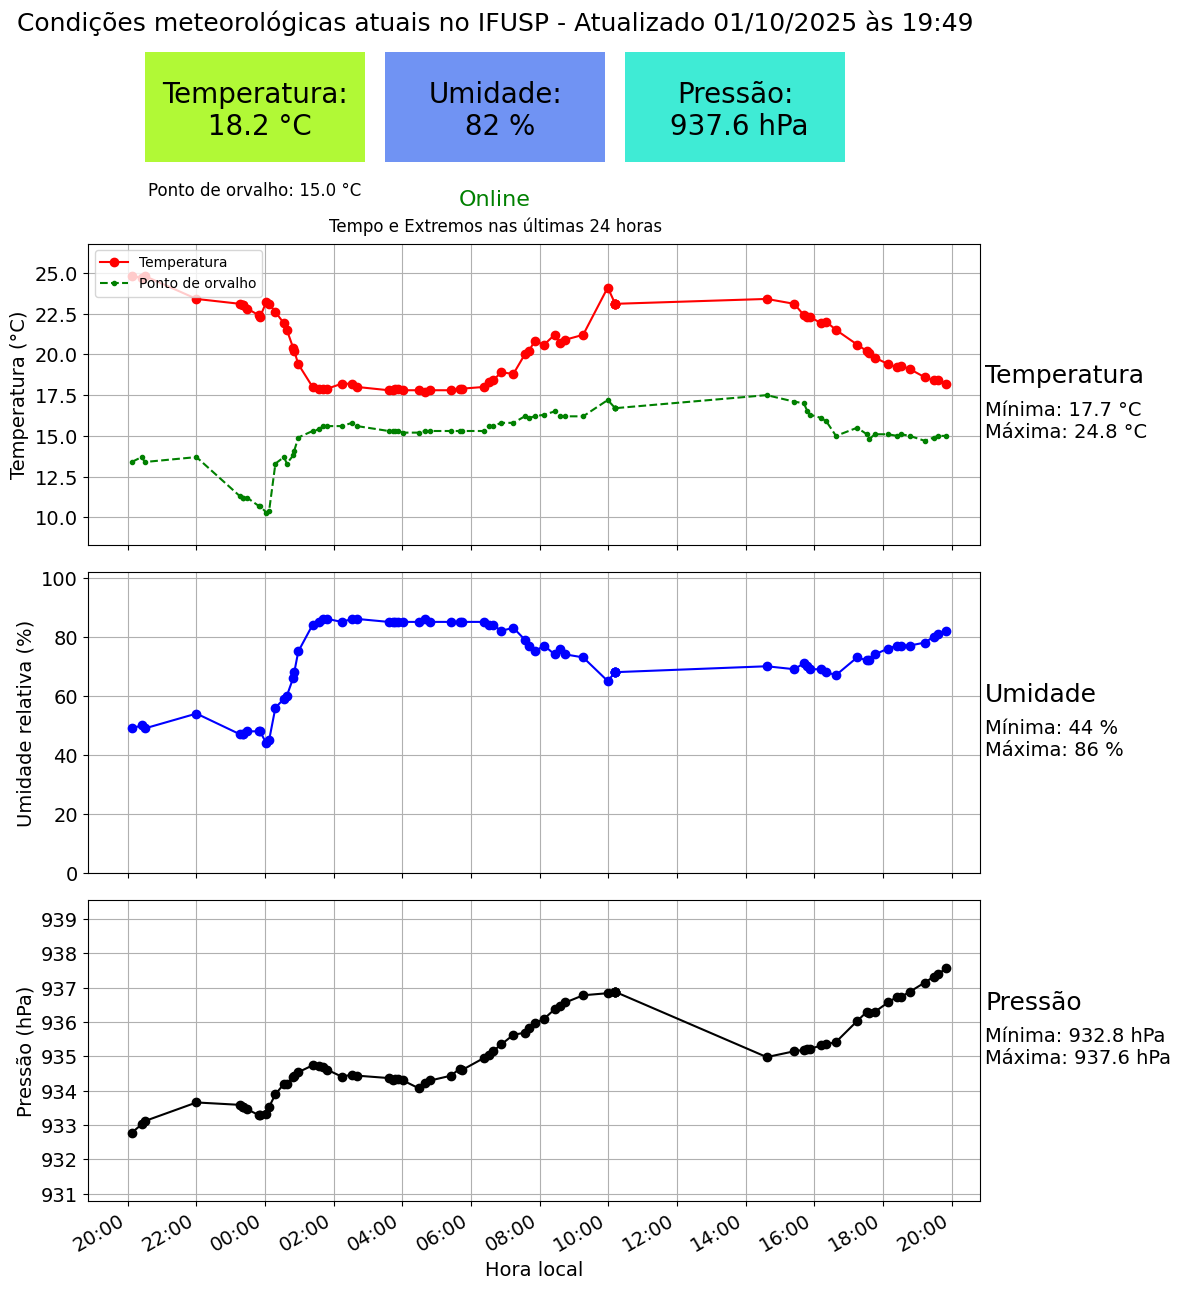 Condições meteorológicas atuais no IFUSP - Atualizado 01/10/2025 às 19:49
Temperatura:
18.2 °C
Umidade:
82 %
Pressão:
937.6 hPa
Ponto de orvalho: 15.0 °C
Online
Tempo e Extremos nas últimas 24 horas
Temperatura
Ponto de orvalho
Temperatura (°C)
25.0
22.5
20.0
17.5
15.0
12.5
10.0
Temperatura
Mínima: 17.7 °C
Máxima: 24.8 °C
Umidade relativa (%)
100
80
60
40
20
0
Umidade
Mínima: 44 %
Máxima: 86 %
Pressão (hPa)
939
938
937
936
935
934
933
932
931
Pressão
Mínima: 932.8 hPa
Máxima: 937.6 hPa
20:00 22:00 00:00 02:00 04:00 06:00 08:00 10:00 12:00 14:00 16:00 18:00 20:00
Hora local